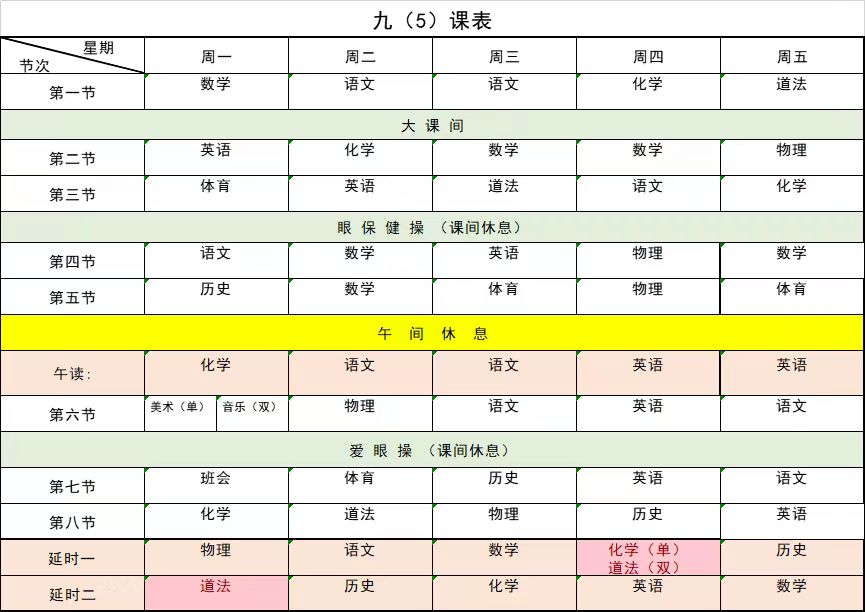 九（5）课表
星期
节次 周一 周二 周三 周四 周五
第一节 数学 语文 语文 化学 道法
大 课 间
第二节 英语 化学 数学 数学 物理
第三节 体育 英语 道法 语文 化学
眼 保 健 操 （课间休息）
第四节 语文 数学 英语 物理 数学
第五节 历史 数学 体育 物理 体育
午 间 休 息
午读: 化学 语文 语文 英语 英语
第六节 美术（单） 音乐（双） 物理 语文 英语 语文
爱 眼 操 （课间休息）
第七节 班会 体育 历史 英语 语文
第八节 化学 道法 物理 历史 英语
延时一 物理 语文 数学 化学（单） 历史
道法（双）
延时二 道法 历史 化学 英语 数学